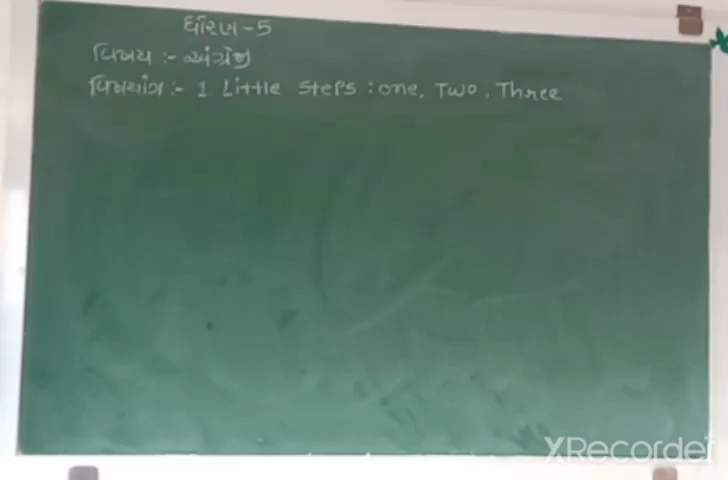 ધોરણ-5
વિષય :- અંગ્રેજી
વિષયાંગ :- 1 Little Steps : one, Two, Three
XRecorder